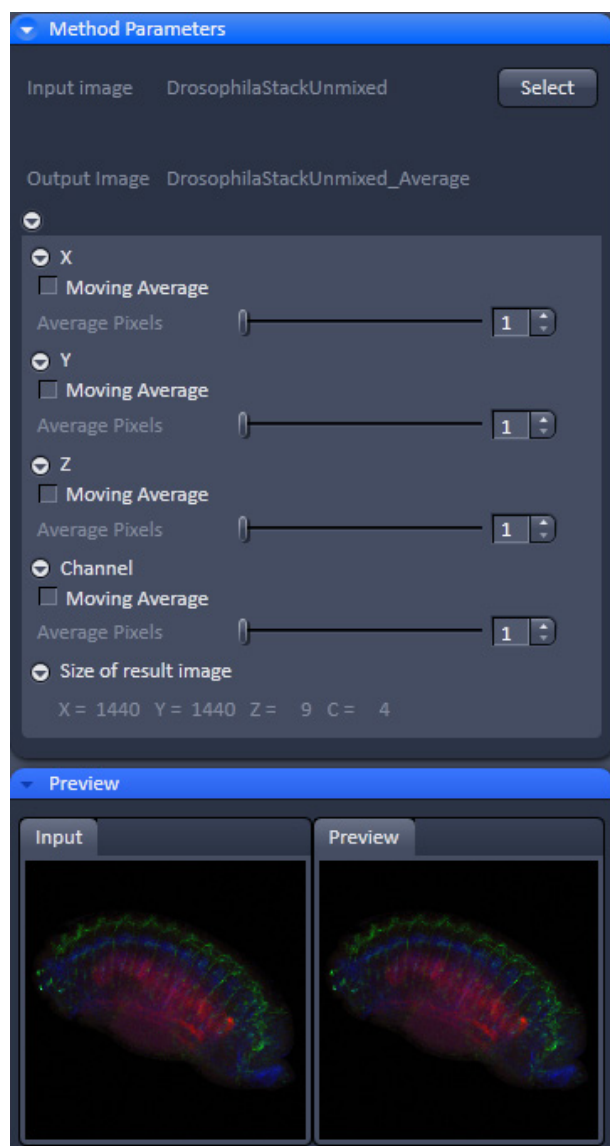 Method Parameters
Input image DrosophilaStackUnmixed Select
Output Image DrosophilaStackUnmixed_Average
X
Moving Average
Average Pixels 1
Y
Moving Average
Average Pixels 1
Z
Moving Average
Average Pixels 1
Channel
Moving Average
Average Pixels 1
Size of result image
X = 1440 Y = 1440 Z = 9 C = 4
Preview
Input Preview